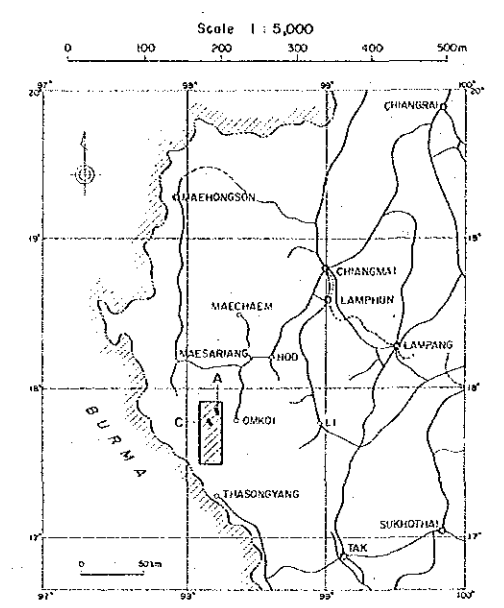 Scale 1 : 5,000
0 100 200 300 400 500m
97° 98° 99° 100°
20° 20°
CHIANGRAI
MAEHONGSON
19° 19°
CHIANGMAI
LAMPHUN
MAECHAEM
LAMPANG
MAESARIANG HOD
18° 18°
A
C OMKOI LI
BURMA
THASONGYANG
SUKHOTHAI
17° 17°
TAK
0 50km
97° 98° 99° 100°